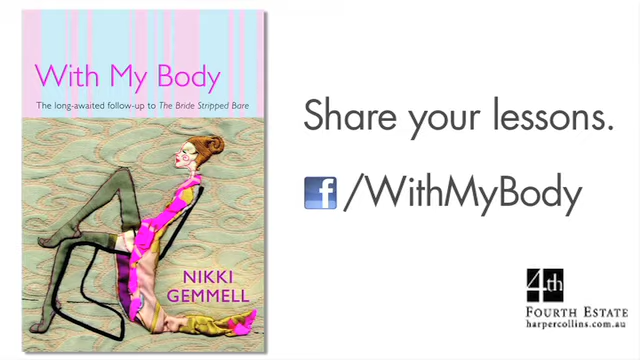 With My Body
The long-awaited follow-up to The Bride Stripped Bare
NIKKI
GEMMELL
Share your lessons.
f/WithMyBody
4th
FOURTH ESTATE
harpercollins.com.au